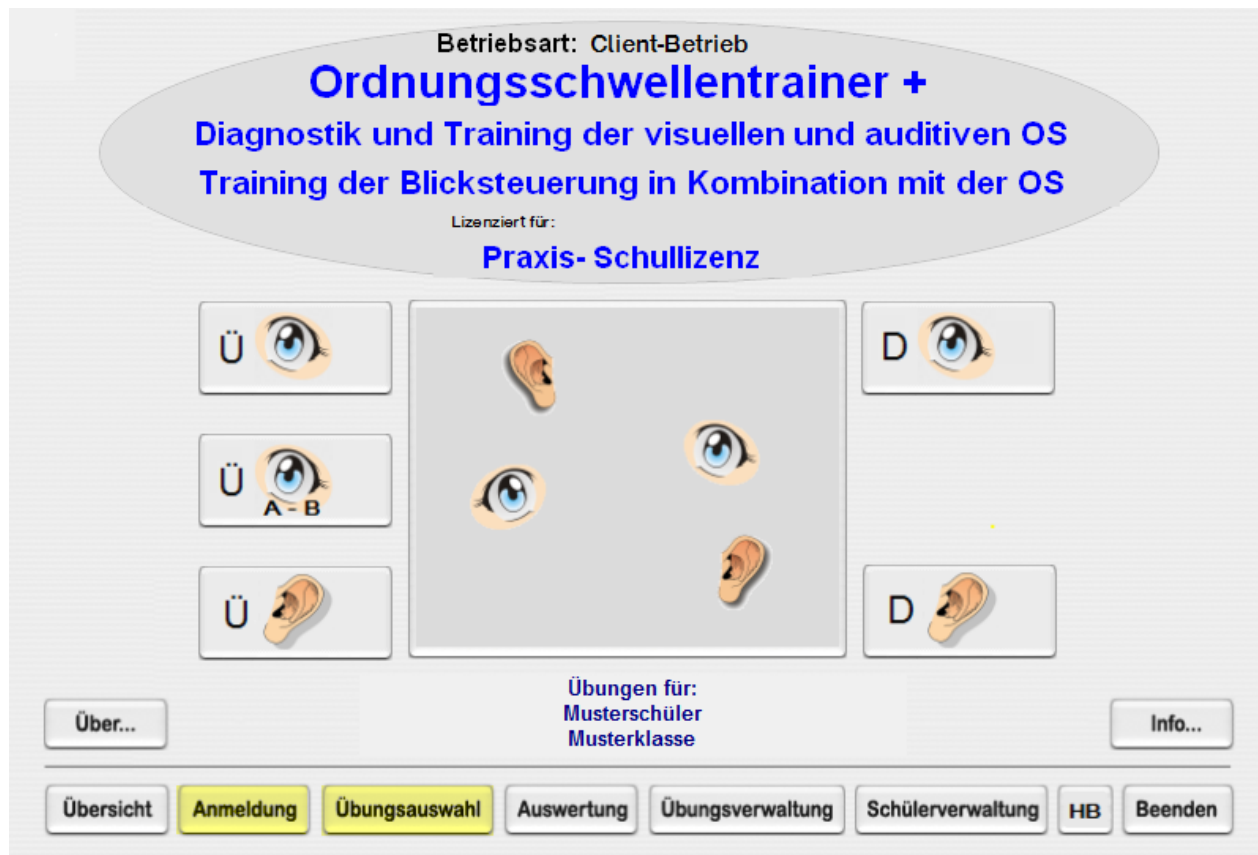 Betriebsart: Client-Betrieb
Ordnungsschwellentrainer +
Diagnostik und Training der visuellen und auditiven OS
Training der Blicksteuerung in Kombination mit der OS
Lizenziert für:
Praxis- Schullizenz
Ü
D
Ü
A - B
Ü
D
Übungen für:
Musterschüler
Musterklasse
Über...
Info...
Übersicht Anmeldung Übungsauswahl Auswertung Übungsverwaltung Schülerverwaltung HB Beenden